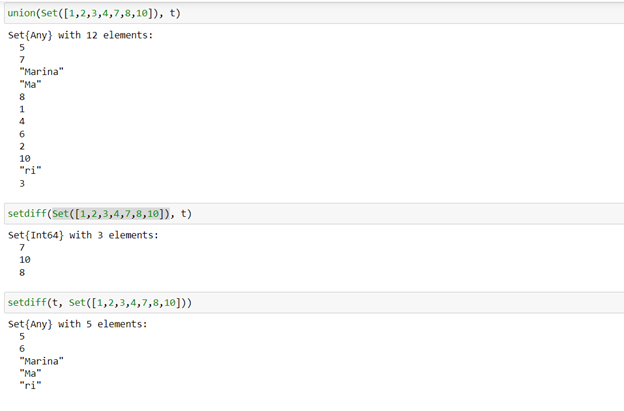 union(Set([1,2,3,4,7,8,10]), t)
Set{Any} with 12 elements:
5
7
"Marina"
"Ma"
8
1
4
6
2
10
"ri"
3
setdiff(Set([1,2,3,4,7,8,10]), t)
Set{Int64} with 3 elements:
7
10
8
setdiff(t, Set([1,2,3,4,7,8,10]))
Set{Any} with 5 elements:
5
6
"Marina"
"Ma"
"ri"